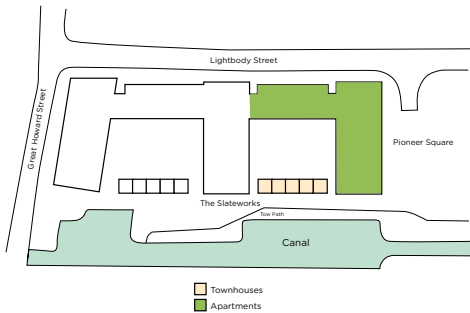 Lightbody Street
Great Howard Street
Pioneer Square
The Slateworks
Tow Path
Canal
Townhouses
Apartments